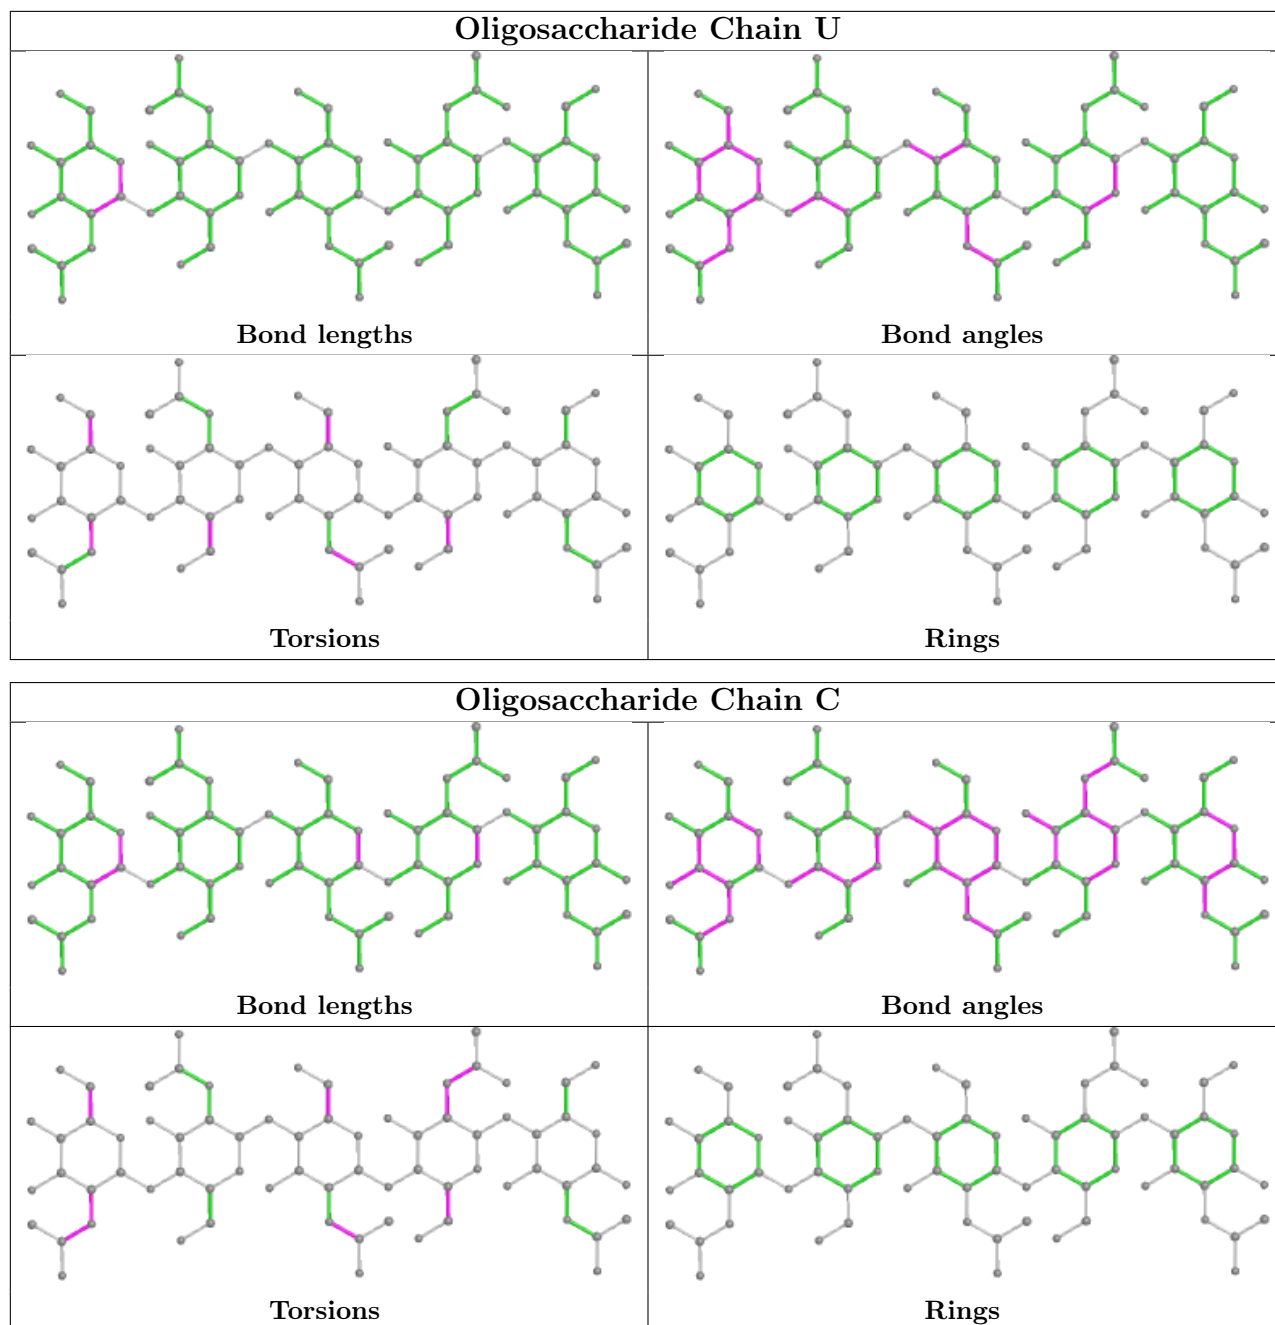 Oligosaccharide Chain U
Bond lengths
Bond angles
Torsions
Rings
Oligosaccharide Chain C
Bond lengths
Bond angles
Torsions
Rings